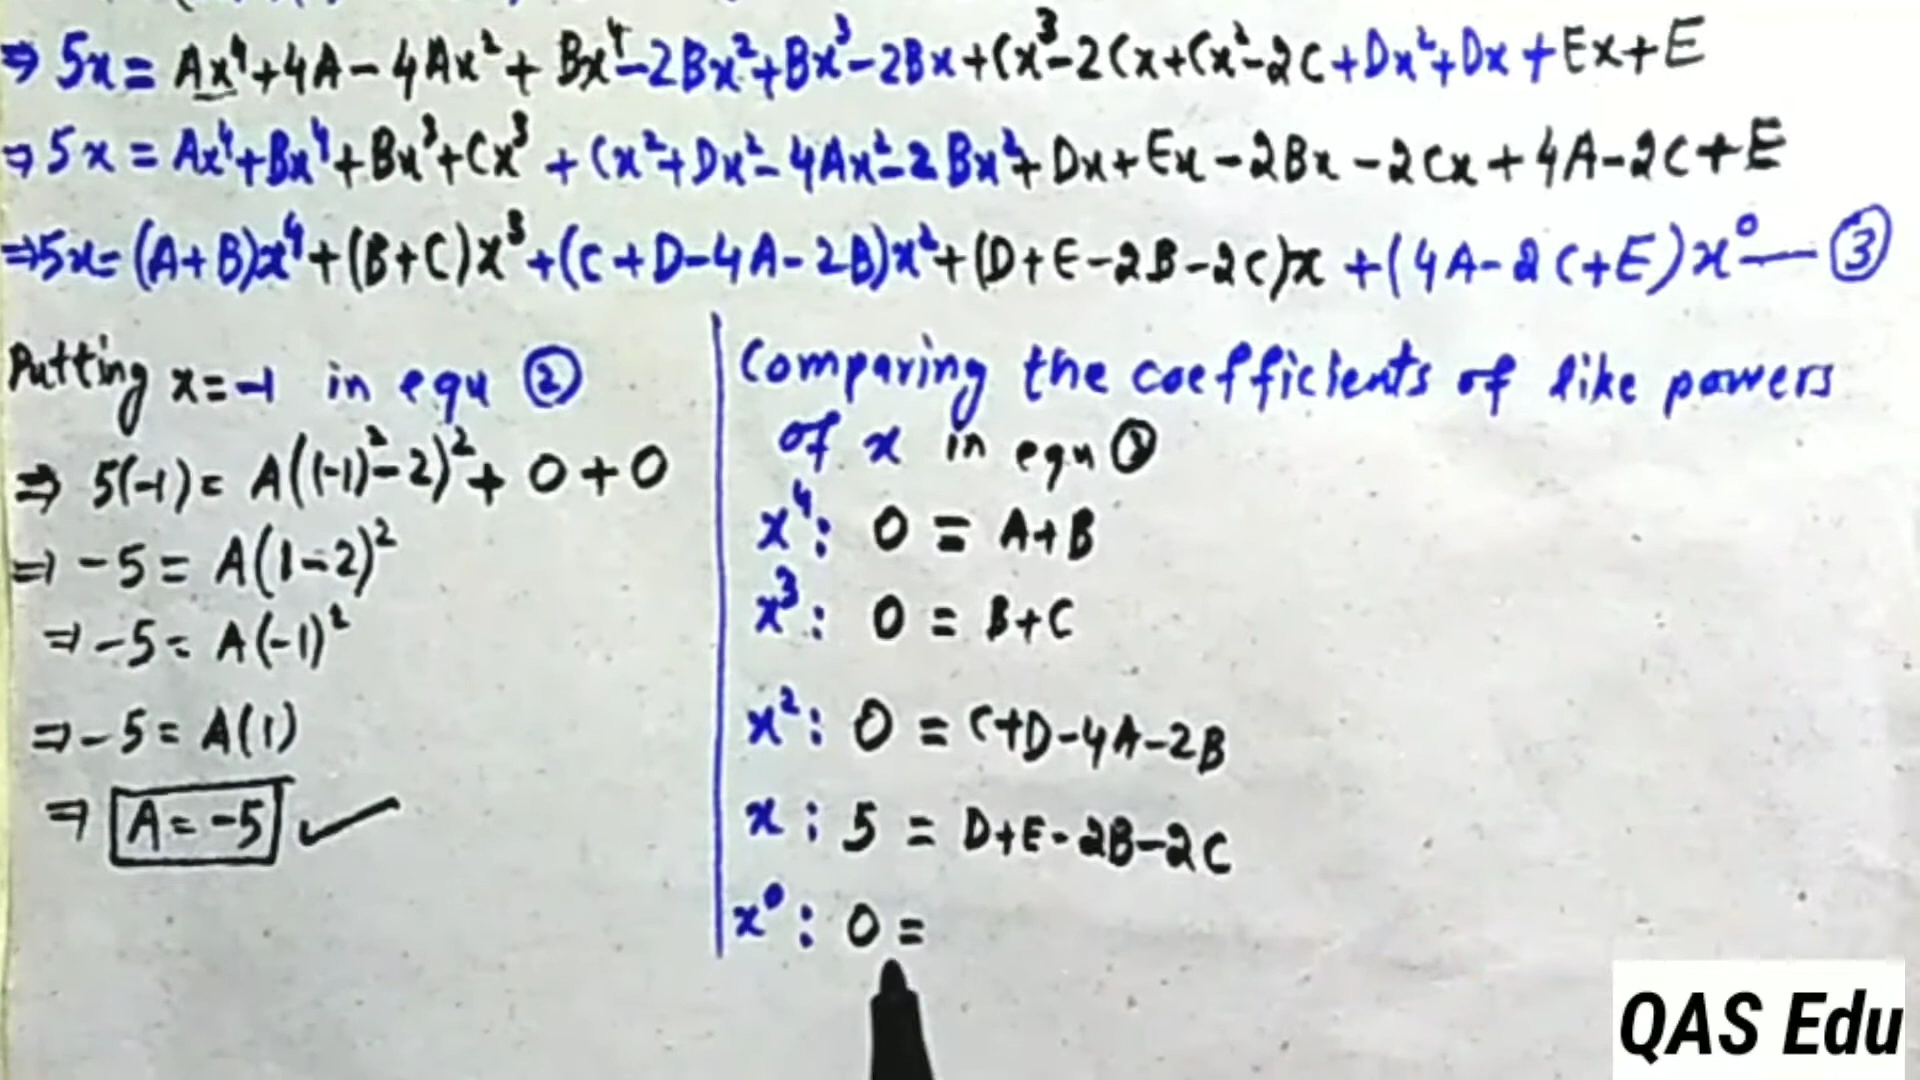 ⇒ 5x = Ax⁴+4A-4Ax²+Bx⁴-2Bx²+Bx³-2Bx+Cx³-2Cx+Cx²-2C+Dx²+Dx+Ex+E
⇒ 5x = Ax⁴+Bx⁴+Bx³+Cx³+Cx²+Dx²-4Ax²-2Bx²+Dx+Ex-2Bx-2Cx+4A-2C+E
⇒ 5x=(A+B)x⁴+(B+C)x³+(C+D-4A-2B)x²+(D+E-2B-2C)x+(4A-2C+E)x⁰ — ③
Putting x=-1 in equ ②
⇒ 5(-1) = A((-1)²-2)²+0+0
⇒ -5 = A(1-2)²
⇒ -5 = A(-1)²
⇒ -5 = A(1)
⇒ A = -5 ✓
Comparing the coefficients of like powers
of x in equ ③
x⁴: 0 = A+B
x³: 0 = B+C
x²: 0 = C+D-4A-2B
x: 5 = D+E-2B-2C
x⁰: 0 =
QAS Edu